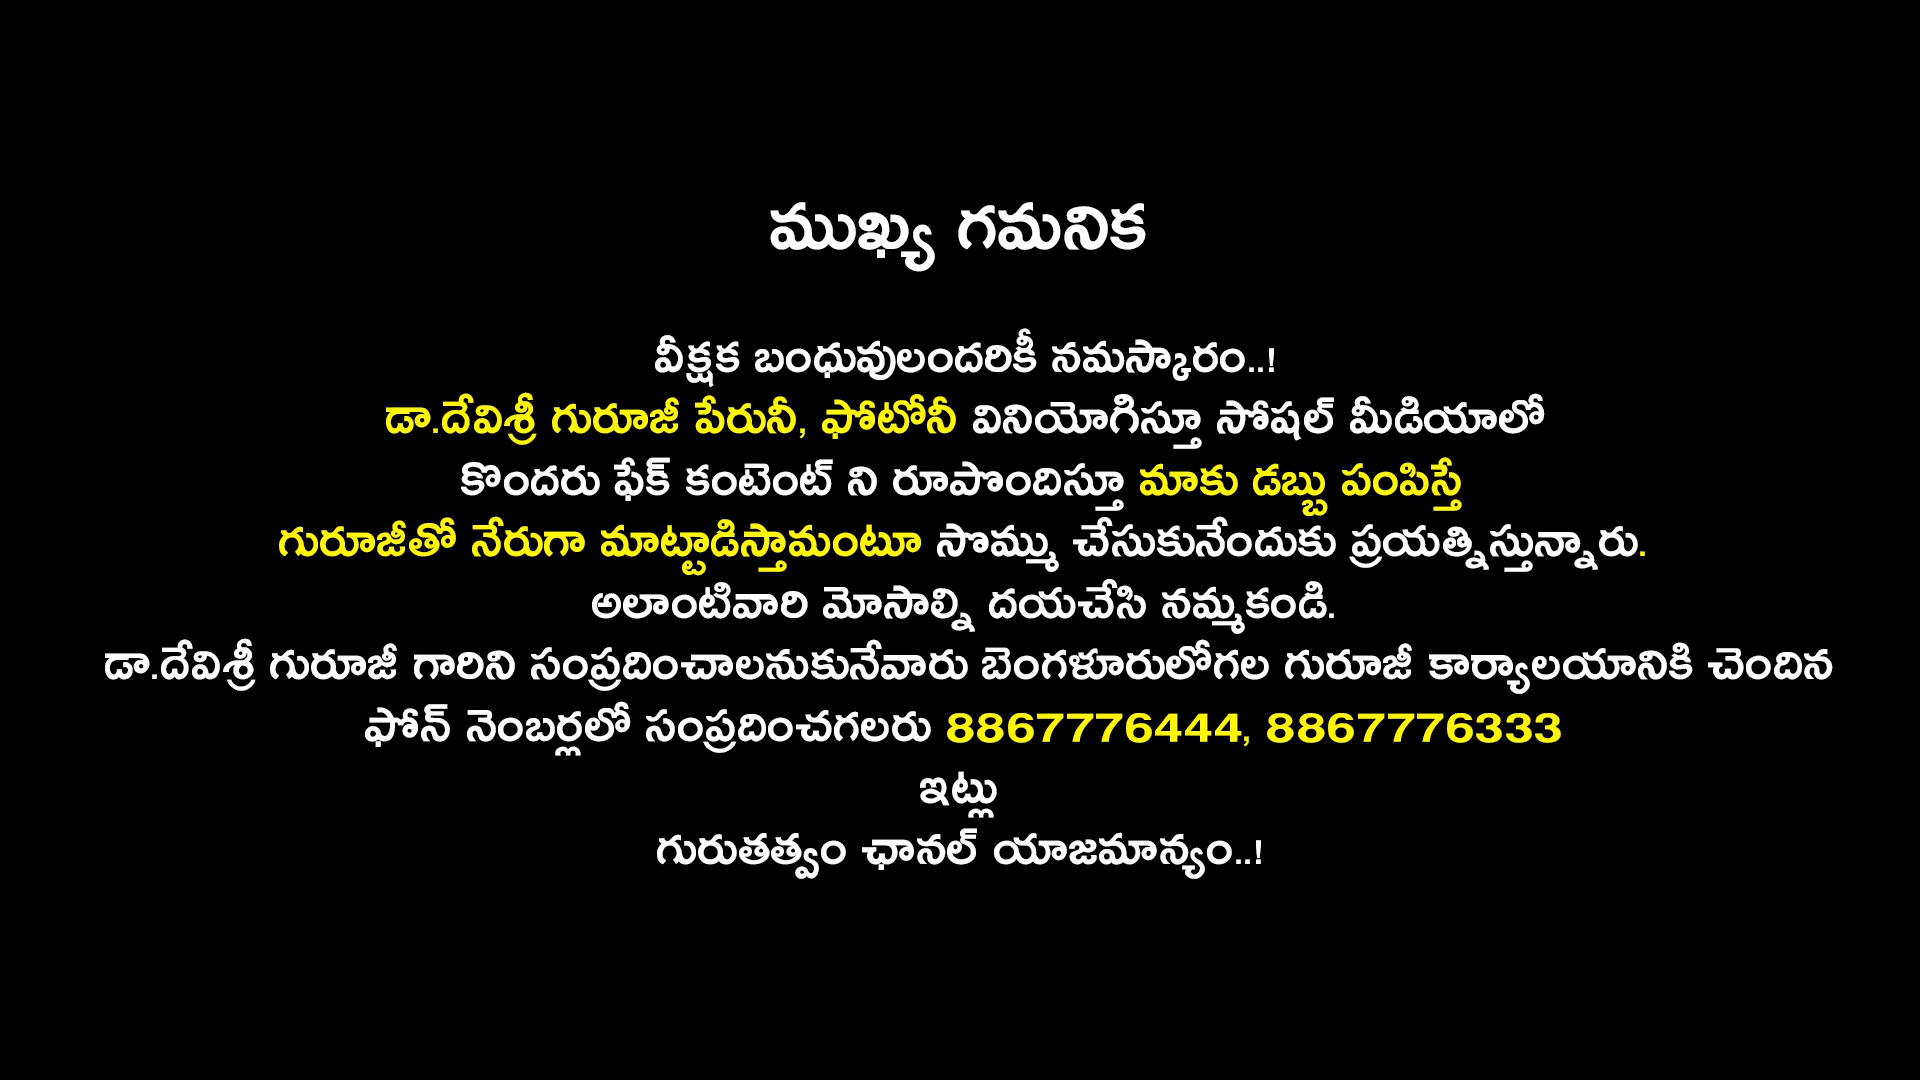 ముఖ్య గమనిక
వీక్షక బంధువులందరికీ నమస్కారం..!
డా.దేవిశ్రీ గురూజీ పేరునీ, ఫోటోనీ వినియోగిస్తూ సోషల్ మీడియాలో
కొందరు ఫేక్ కంటెంట్ ని రూపొందిస్తూ మాకు డబ్బు పంపిస్తే
గురూజీతో నేరుగా మాట్టాడిస్తామంటూ సొమ్ము చేసుకునేందుకు ప్రయత్నిస్తున్నారు.
అలాంటివారి మోసాల్ని దయచేసి నమ్మకండి.
డా.దేవిశ్రీ గురూజీ గారిని సంప్రదించాలనుకునేవారు బెంగళూరులోగల గురూజీ కార్యాలయానికి చెందిన
ఫోన్ నెంబర్లలో సంప్రదించగలరు 8867776444, 8867776333
ఇట్లు
గురుతత్వం ఛానల్ యాజమాన్యం..!